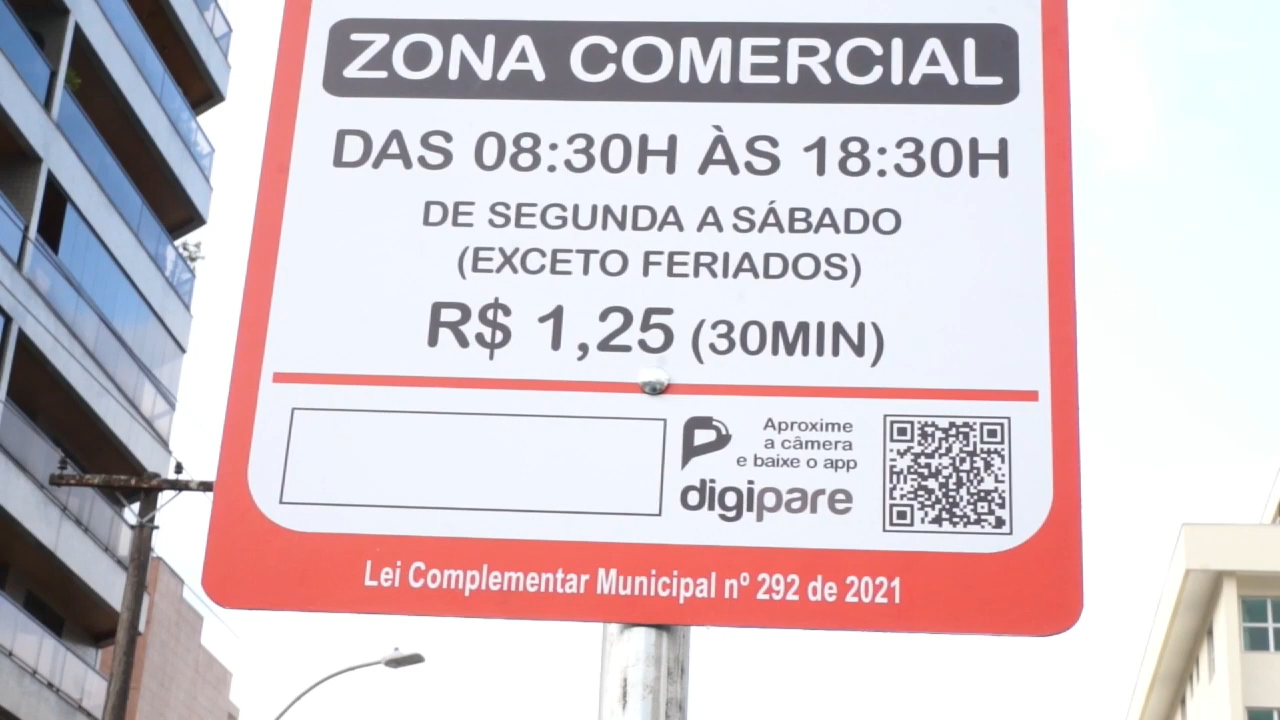 ZONA COMERCIAL
DAS 08:30H ÀS 18:30H
DE SEGUNDA A SÁBADO
(EXCETO FERIADOS)
R$ 1,25 (30MIN)
Aproxime
a câmera
e baixe o app
digipare
Lei Complementar Municipal nº 292 de 2021